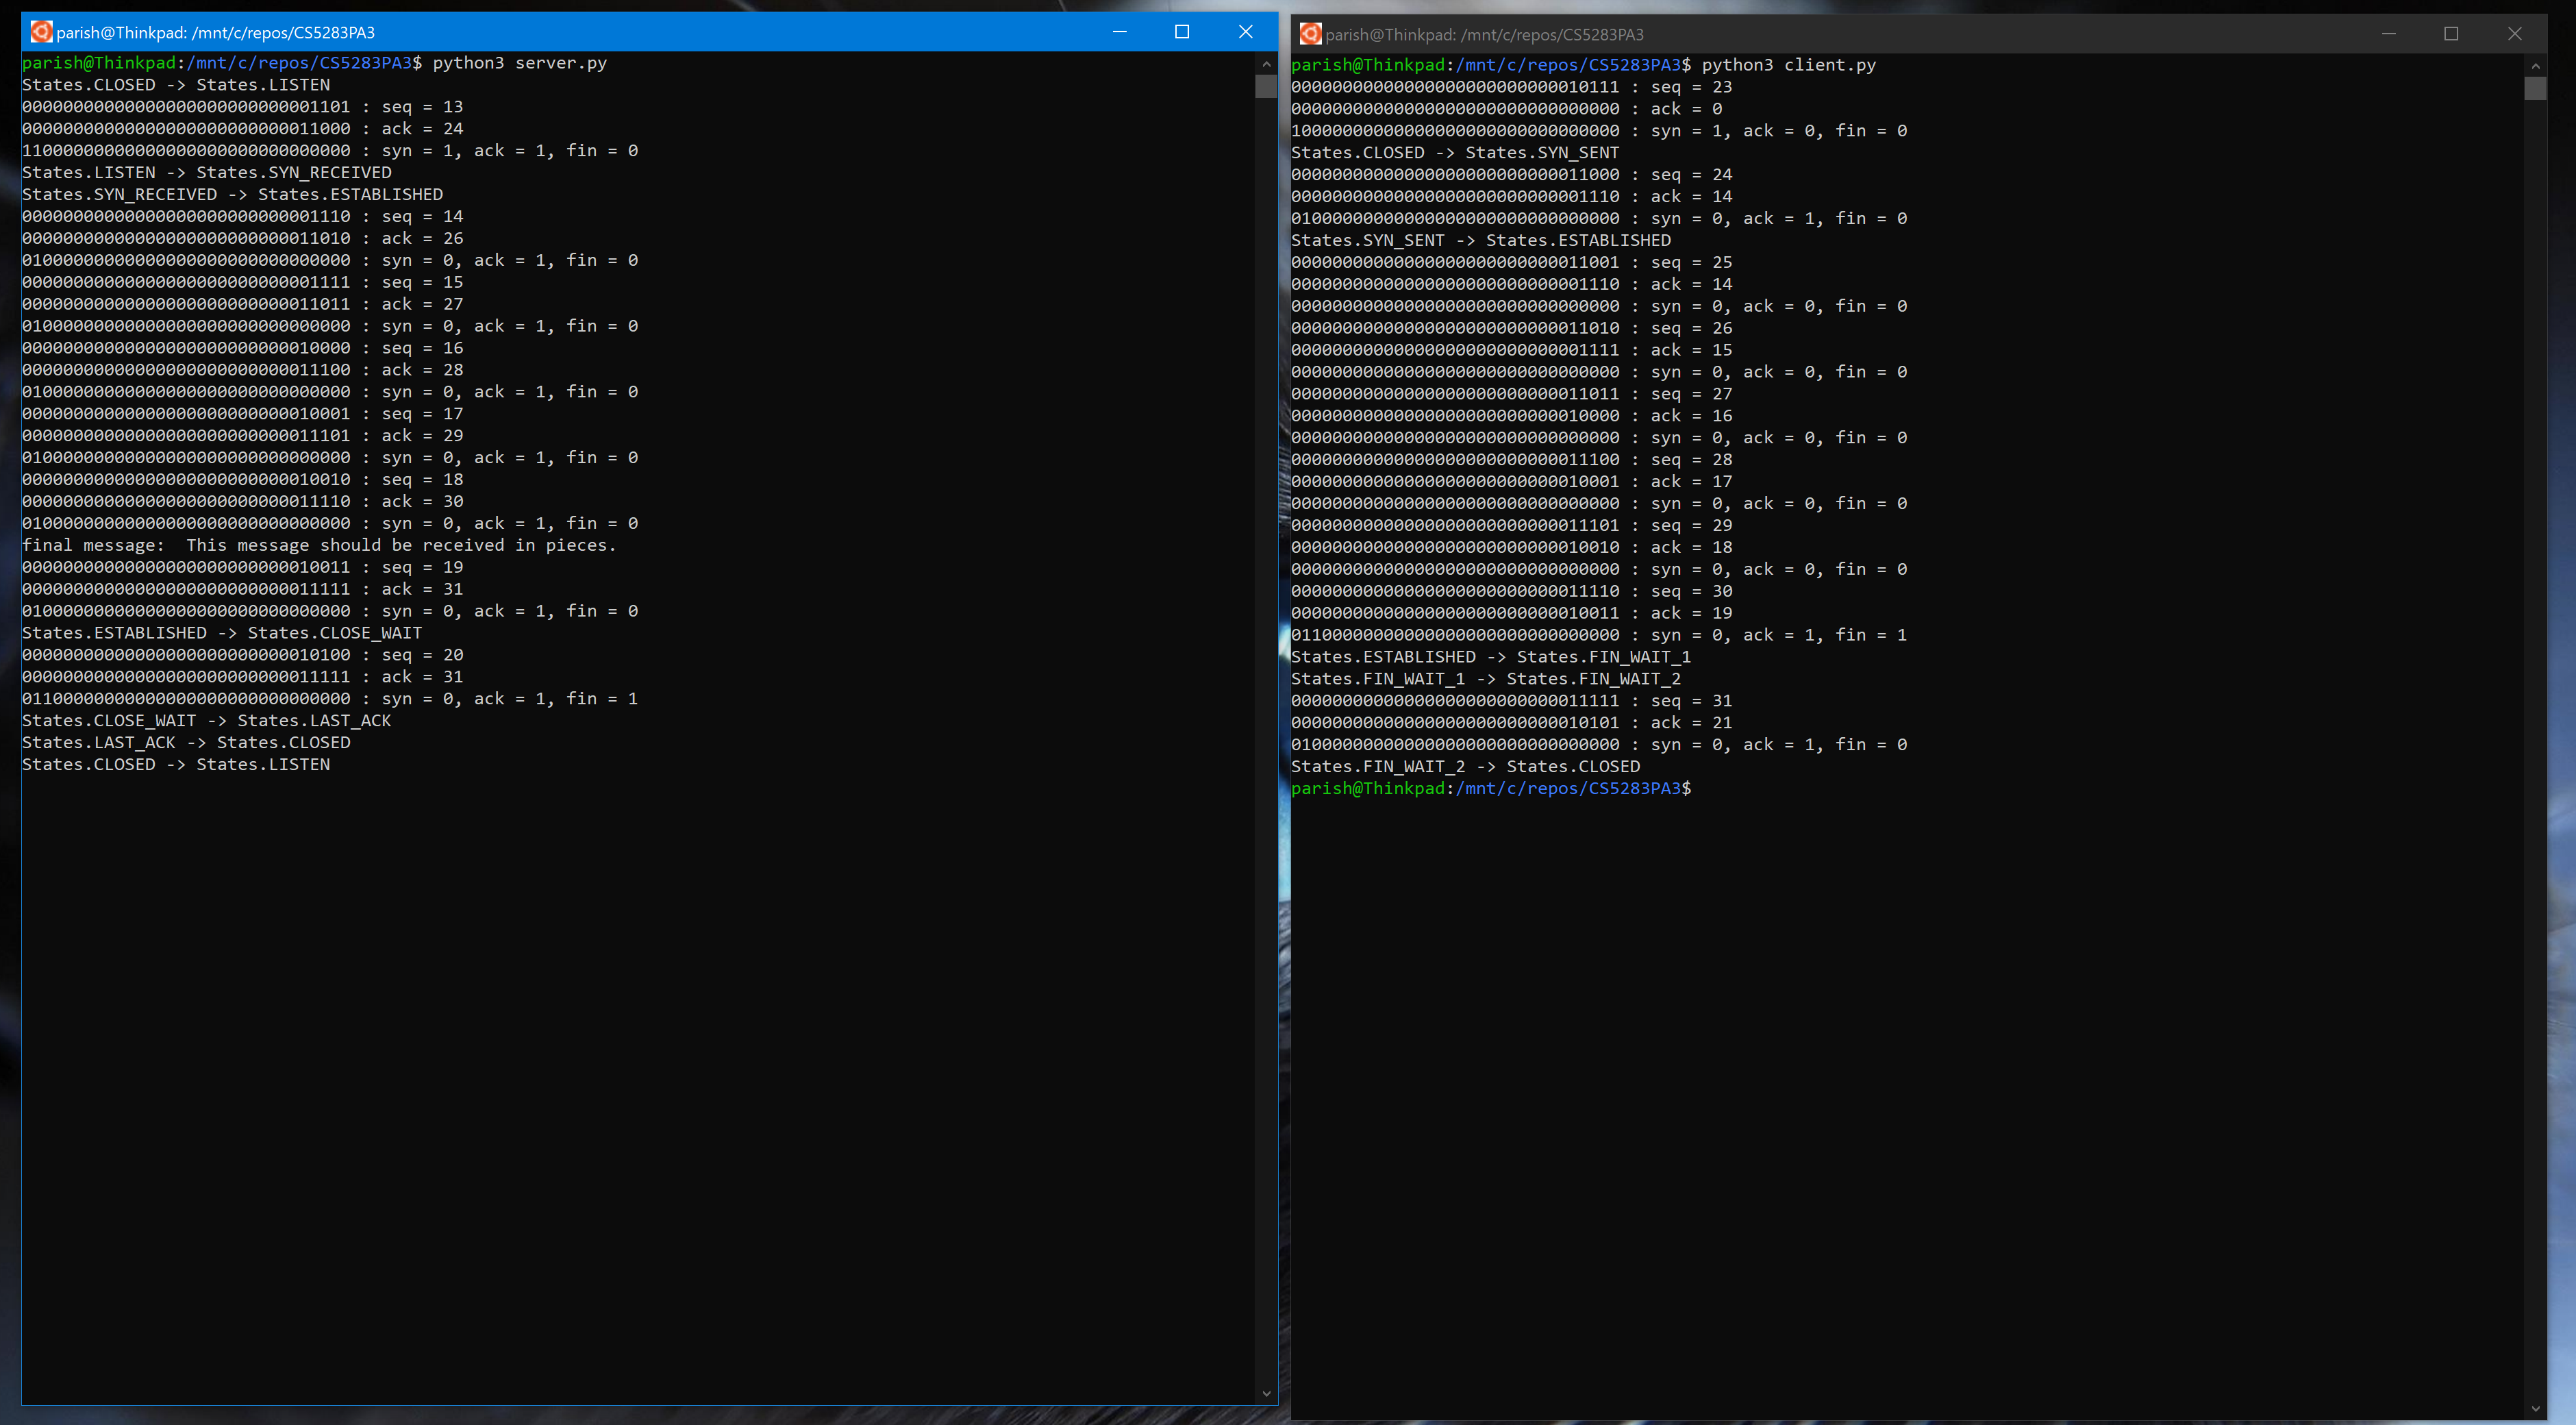 parish@Thinkpad: /mnt/c/repos/CS5283PA3
parish@Thinkpad:/mnt/c/repos/CS5283PA3$ python3 server.py
States.CLOSED -> States.LISTEN
00000000000000000000000000001101 : seq = 13
00000000000000000000000000011000 : ack = 24
11000000000000000000000000000000 : syn = 1, ack = 1, fin = 0
States.LISTEN -> States.SYN_RECEIVED
States.SYN_RECEIVED -> States.ESTABLISHED
00000000000000000000000000001110 : seq = 14
00000000000000000000000000011010 : ack = 26
01000000000000000000000000000000 : syn = 0, ack = 1, fin = 0
00000000000000000000000000001111 : seq = 15
00000000000000000000000000011011 : ack = 27
01000000000000000000000000000000 : syn = 0, ack = 1, fin = 0
00000000000000000000000000010000 : seq = 16
00000000000000000000000000011100 : ack = 28
01000000000000000000000000000000 : syn = 0, ack = 1, fin = 0
00000000000000000000000000010001 : seq = 17
00000000000000000000000000011101 : ack = 29
01000000000000000000000000000000 : syn = 0, ack = 1, fin = 0
00000000000000000000000000010010 : seq = 18
00000000000000000000000000011110 : ack = 30
01000000000000000000000000000000 : syn = 0, ack = 1, fin = 0
final message:  This message should be received in pieces.
00000000000000000000000000010011 : seq = 19
00000000000000000000000000011111 : ack = 31
01000000000000000000000000000000 : syn = 0, ack = 1, fin = 0
States.ESTABLISHED -> States.CLOSE_WAIT
00000000000000000000000000010100 : seq = 20
00000000000000000000000000011111 : ack = 31
01100000000000000000000000000000 : syn = 0, ack = 1, fin = 1
States.CLOSE_WAIT -> States.LAST_ACK
States.LAST_ACK -> States.CLOSED
States.CLOSED -> States.LISTEN
parish@Thinkpad: /mnt/c/repos/CS5283PA3
parish@Thinkpad:/mnt/c/repos/CS5283PA3$ python3 client.py
00000000000000000000000000010111 : seq = 23
00000000000000000000000000000000 : ack = 0
10000000000000000000000000000000 : syn = 1, ack = 0, fin = 0
States.CLOSED -> States.SYN_SENT
00000000000000000000000000011000 : seq = 24
00000000000000000000000000001110 : ack = 14
01000000000000000000000000000000 : syn = 0, ack = 1, fin = 0
States.SYN_SENT -> States.ESTABLISHED
00000000000000000000000000011001 : seq = 25
00000000000000000000000000001110 : ack = 14
00000000000000000000000000000000 : syn = 0, ack = 0, fin = 0
00000000000000000000000000011010 : seq = 26
00000000000000000000000000001111 : ack = 15
00000000000000000000000000000000 : syn = 0, ack = 0, fin = 0
00000000000000000000000000011011 : seq = 27
00000000000000000000000000010000 : ack = 16
00000000000000000000000000000000 : syn = 0, ack = 0, fin = 0
00000000000000000000000000011100 : seq = 28
00000000000000000000000000010001 : ack = 17
00000000000000000000000000000000 : syn = 0, ack = 0, fin = 0
00000000000000000000000000011101 : seq = 29
00000000000000000000000000010010 : ack = 18
00000000000000000000000000000000 : syn = 0, ack = 0, fin = 0
00000000000000000000000000011110 : seq = 30
00000000000000000000000000010011 : ack = 19
01100000000000000000000000000000 : syn = 0, ack = 1, fin = 1
States.ESTABLISHED -> States.FIN_WAIT_1
States.FIN_WAIT_1 -> States.FIN_WAIT_2
00000000000000000000000000011111 : seq = 31
00000000000000000000000000010101 : ack = 21
01000000000000000000000000000000 : syn = 0, ack = 1, fin = 0
States.FIN_WAIT_2 -> States.CLOSED
parish@Thinkpad:/mnt/c/repos/CS5283PA3$